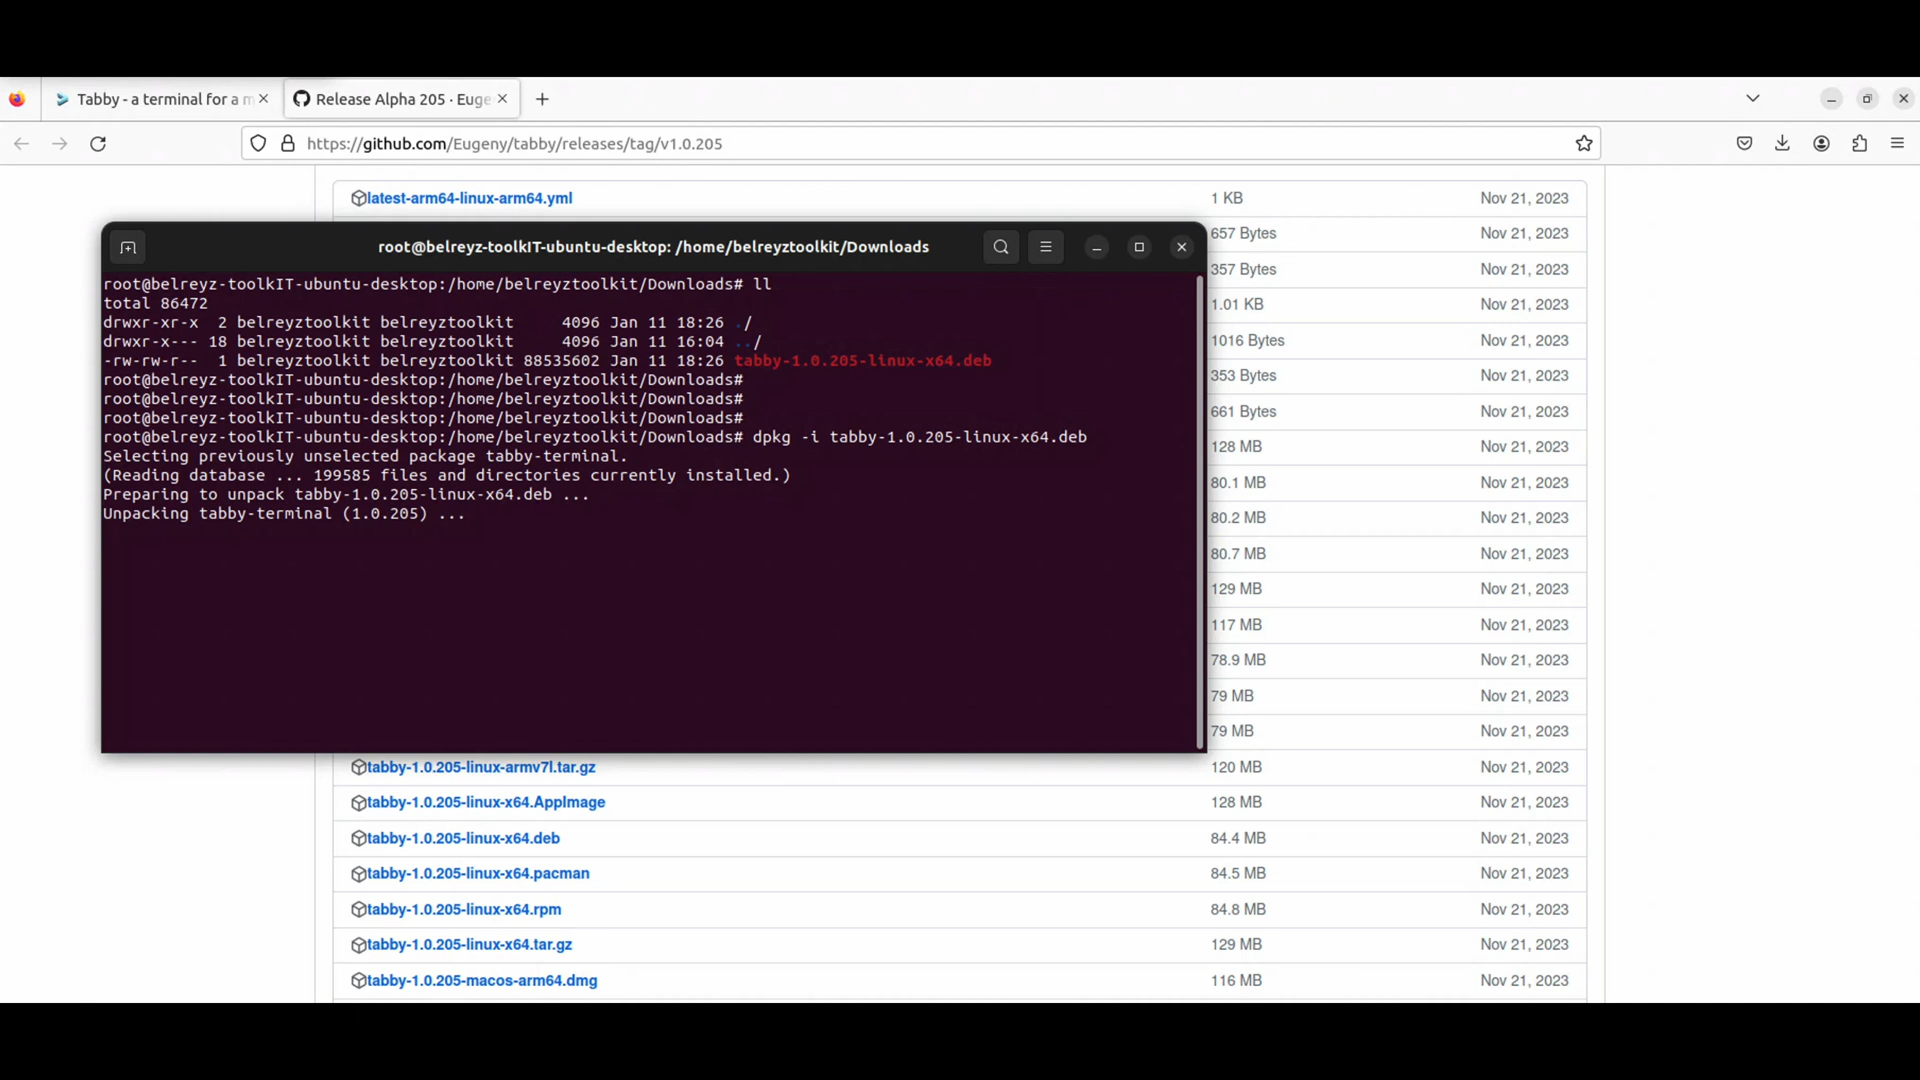 Tabby - a terminal for a m
Release Alpha 205 · Euge
https://github.com/Eugeny/tabby/releases/tag/v1.0.205
latest-arm64-linux-arm64.yml 1 KB Nov 21, 2023
657 Bytes Nov 21, 2023
root@belreyz-toolkIT-ubuntu-desktop: /home/belreyztoolkit/Downloads
357 Bytes Nov 21, 2023
root@belreyz-toolkIT-ubuntu-desktop:/home/belreyztoolkit/Downloads# ll
total 86472
1.01 KB Nov 21, 2023
drwxr-xr-x 2 belreyztoolkit belreyztoolkit 4096 Jan 11 18:26 ./
drwxr-x--- 18 belreyztoolkit belreyztoolkit 4096 Jan 11 16:04 ../
1016 Bytes Nov 21, 2023
-rw-rw-r-- 1 belreyztoolkit belreyztoolkit 88535602 Jan 11 18:26 tabby-1.0.205-linux-x64.deb
353 Bytes Nov 21, 2023
root@belreyz-toolkIT-ubuntu-desktop:/home/belreyztoolkit/Downloads#
root@belreyz-toolkIT-ubuntu-desktop:/home/belreyztoolkit/Downloads#
661 Bytes Nov 21, 2023
root@belreyz-toolkIT-ubuntu-desktop:/home/belreyztoolkit/Downloads#
root@belreyz-toolkIT-ubuntu-desktop:/home/belreyztoolkit/Downloads# dpkg -i tabby-1.0.205-linux-x64.deb
128 MB Nov 21, 2023
Selecting previously unselected package tabby-terminal.
(Reading database ... 199585 files and directories currently installed.)
80.1 MB Nov 21, 2023
Preparing to unpack tabby-1.0.205-linux-x64.deb ...
Unpacking tabby-terminal (1.0.205) ...
80.2 MB Nov 21, 2023
80.7 MB Nov 21, 2023
129 MB Nov 21, 2023
117 MB Nov 21, 2023
78.9 MB Nov 21, 2023
79 MB Nov 21, 2023
79 MB Nov 21, 2023
tabby-1.0.205-linux-armv7l.tar.gz 120 MB Nov 21, 2023
tabby-1.0.205-linux-x64.AppImage 128 MB Nov 21, 2023
tabby-1.0.205-linux-x64.deb 84.4 MB Nov 21, 2023
tabby-1.0.205-linux-x64.pacman 84.5 MB Nov 21, 2023
tabby-1.0.205-linux-x64.rpm 84.8 MB Nov 21, 2023
tabby-1.0.205-linux-x64.tar.gz 129 MB Nov 21, 2023
tabby-1.0.205-macos-arm64.dmg 116 MB Nov 21, 2023